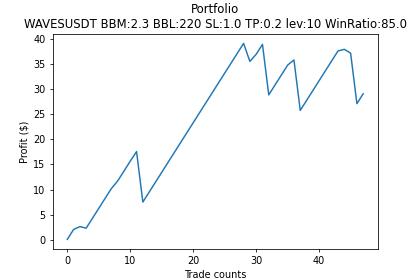 Portfolio
WAVESUSDT BBM:2.3 BBL:220 SL:1.0 TP:0.2 lev:10 WinRatio:85.0
40
35
30
25
20
15
10
5
0
Profit ($)
0 10 20 30 40
Trade counts